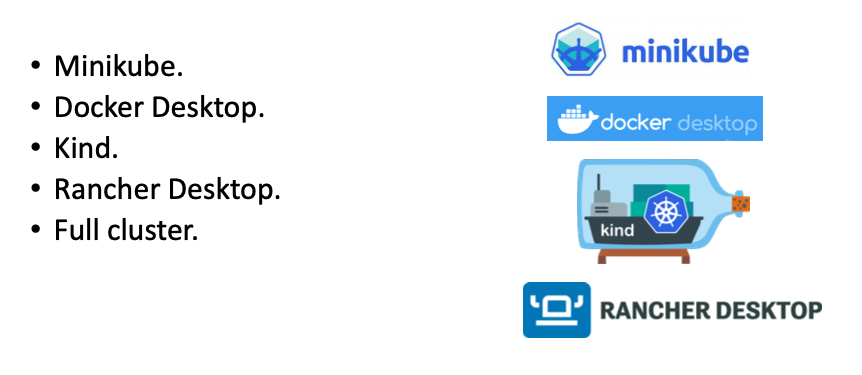 • Minikube.
• Docker Desktop.
• Kind.
• Rancher Desktop.
• Full cluster.
minikube
docker desktop
kind
RANCHER DESKTOP